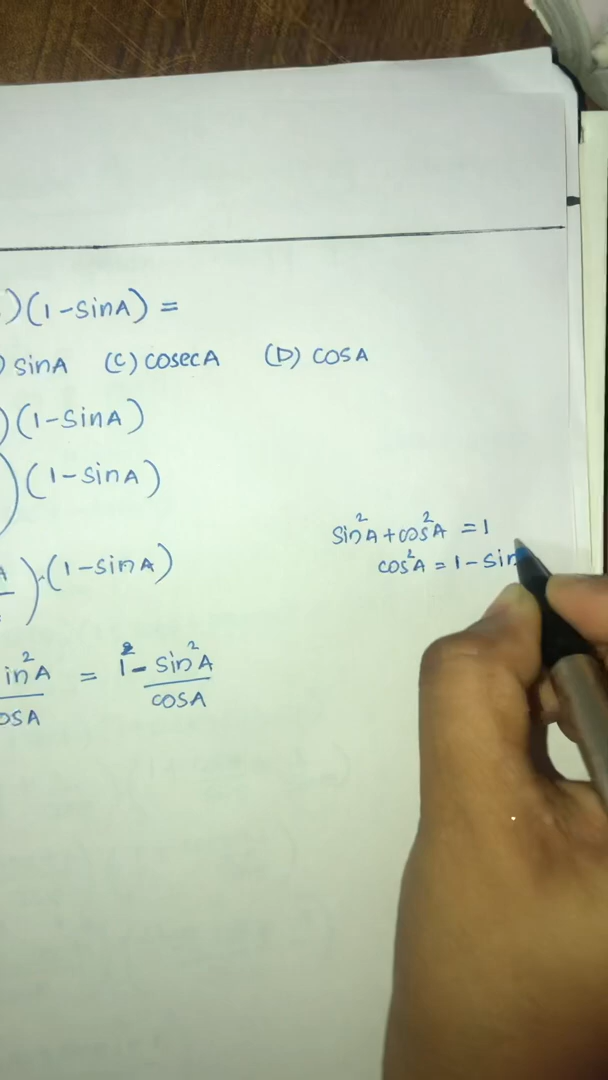 )(1-sinA) =
) sinA (C) cosecA (D) cosA
)(1-sinA)
)(1-sinA)
)·(1-sinA)
sin²A+cos²A = 1
cos²A = 1 - sin
in²A = 1 - sin²A
osA cosA